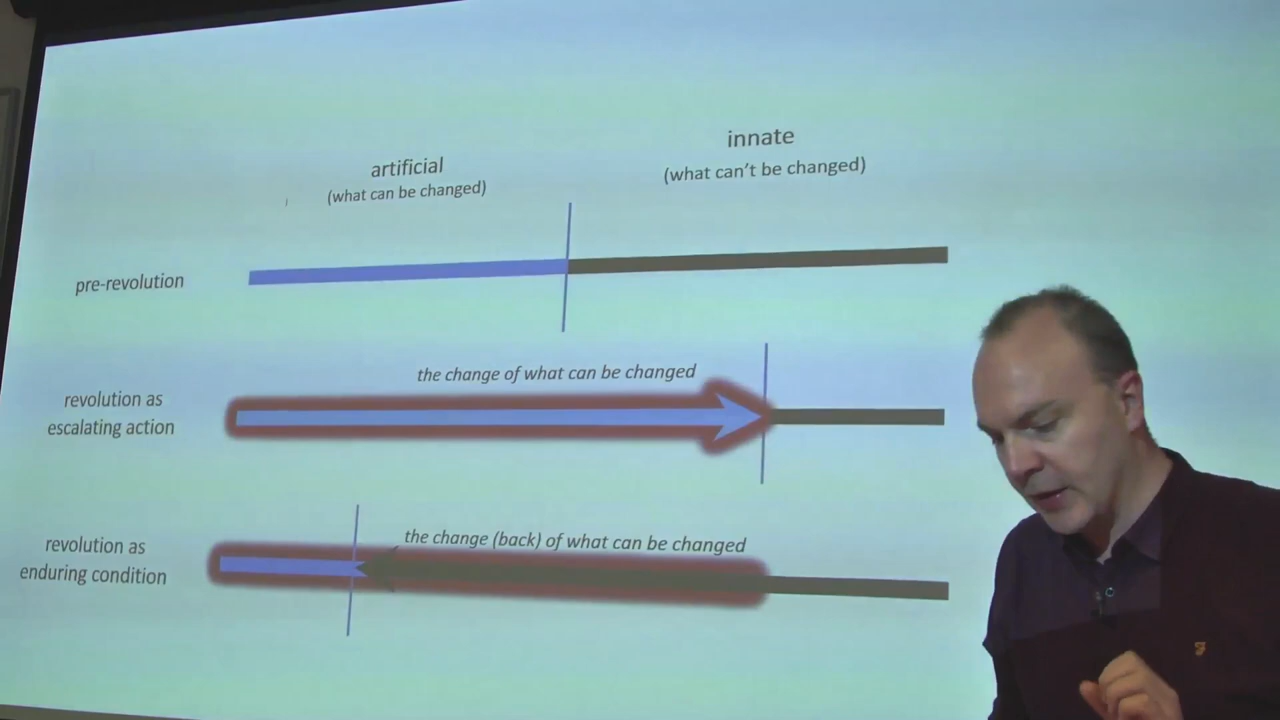 innate
artificial
(what can't be changed)
(what can be changed)
pre-revolution
the change of what can be changed
revolution as
escalating action
the change (back) of what can be changed
revolution as
enduring condition